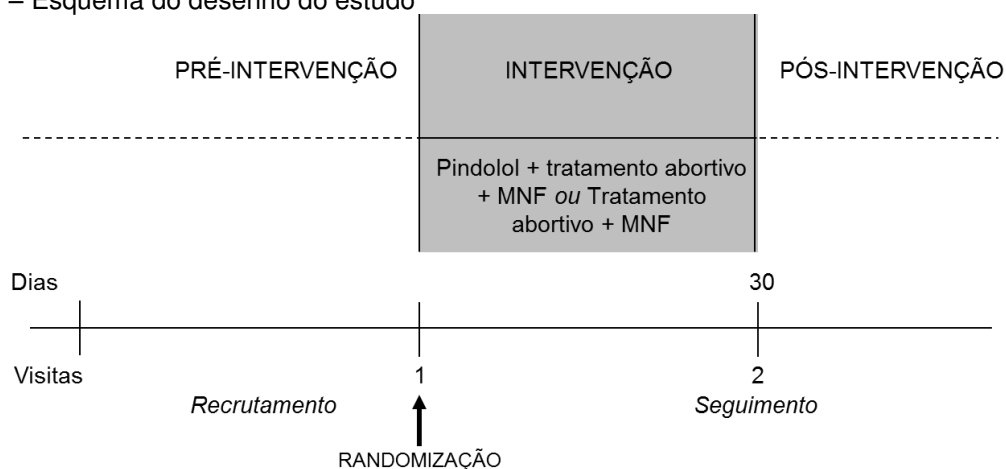 – Esquema do desenho do estudo
PRÉ-INTERVENÇÃO
INTERVENÇÃO
PÓS-INTERVENÇÃO
Pindolol + tratamento abortivo
+ MNF ou Tratamento
abortivo + MNF
Dias
30
Visitas
1
2
Recrutamento
Seguimento
RANDOMIZAÇÃO